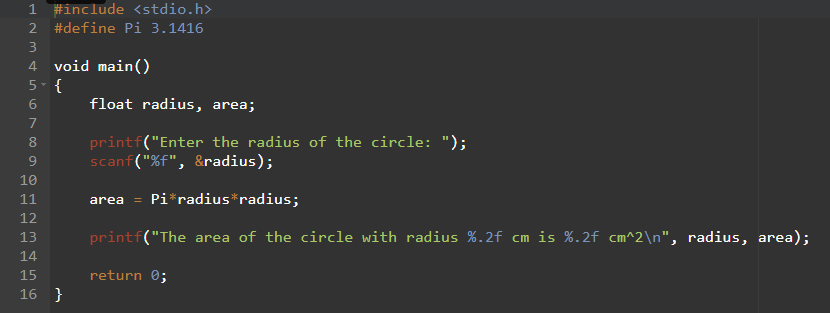 1 #include <stdio.h>
2 #define Pi 3.1416
3
4 void main()
5 {
6     float radius, area;
7
8     printf("Enter the radius of the circle: ");
9     scanf("%f", &radius);
10
11     area = Pi*radius*radius;
12
13     printf("The area of the circle with radius %.2f cm is %.2f cm^2\n", radius, area);
14
15     return 0;
16 }